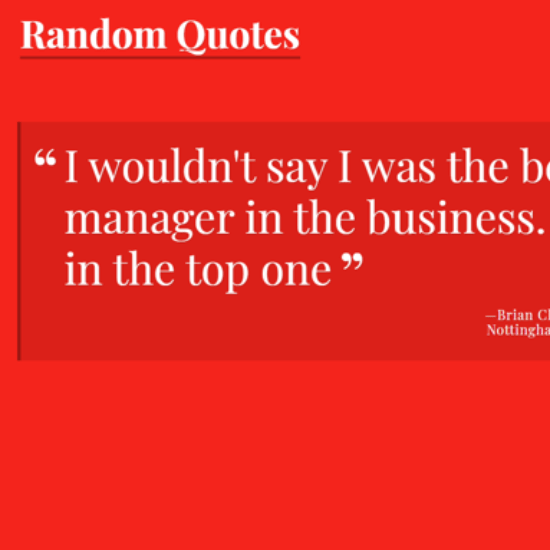 Random Quotes
“I wouldn't say I was the
manager in the business.
in the top one”
—Brian